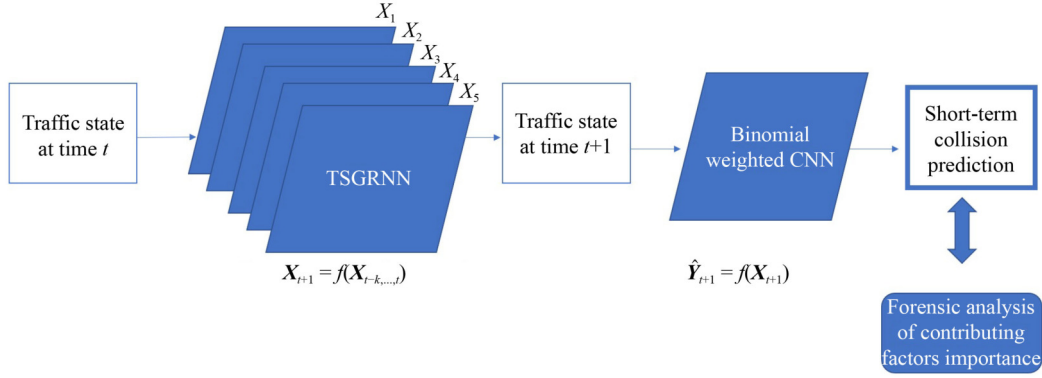 X1
X2
X3
X4
X5
Traffic state
at time t
TSGRNN
Traffic state
at time t+1
Binomial
weighted CNN
Short-term
collision
prediction
Xt+1 = f(Xt−k,...,t)
Ŷt+1 = f(Xt+1)
Forensic analysis
of contributing
factors importance